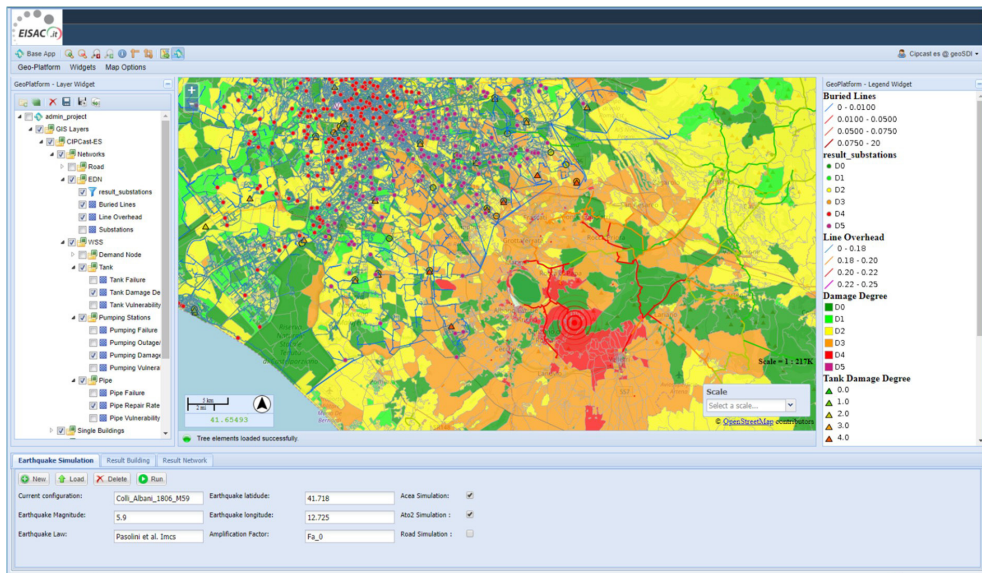 EISAC.it
Base App
Cipcast es @ geoSDI
Geo-Platform Widgets Map Options
GeoPlatform - Layer Widget
admin_project
GIS Layers
CIPCast-ES
Networks
Road
EDN
result_substations
Buried Lines
Line Overhead
Substations
WSS
Demand Node
Tank
Tank Failure
Tank Damage De
Tank Vulnerability
Pumping Stations
Pumping Failure
Pumping Outage/
Pumping Damage
Pumping Vulnera
Pipe
Pipe Failure
Pipe Repair Rate
Pipe Vulnerability
Single Buildings
Scale = 1 : 217K
Scale
Select a scale...
5 km
2 mi
41.65493
© OpenStreetMap contributors
Tree elements loaded successfully.
GeoPlatform - Legend Widget
Buried Lines
0 - 0.0100
0.0100 - 0.0500
0.0500 - 0.0750
0.0750 - 20
result_substations
D0
D1
D2
D3
D4
D5
Line Overhead
0 - 0.18
0.18 - 0.20
0.20 - 0.22
0.22 - 0.25
Damage Degree
D0
D1
D2
D3
D4
D5
Tank Damage Degree
0.0
1.0
2.0
3.0
4.0
Earthquake Simulation Result Building Result Network
New Load Delete Run
Current configuration: Colli_Albani_1806_M59 Earthquake latidude: 41.718 Acea Simulation:
Earthquake Magnitude: 5.9 Earthquake longitude: 12.725 Ato2 Simulation :
Earthquake Law: Pasolini et al. Imcs Amplification Factor: Fa_0 Road Simulation :